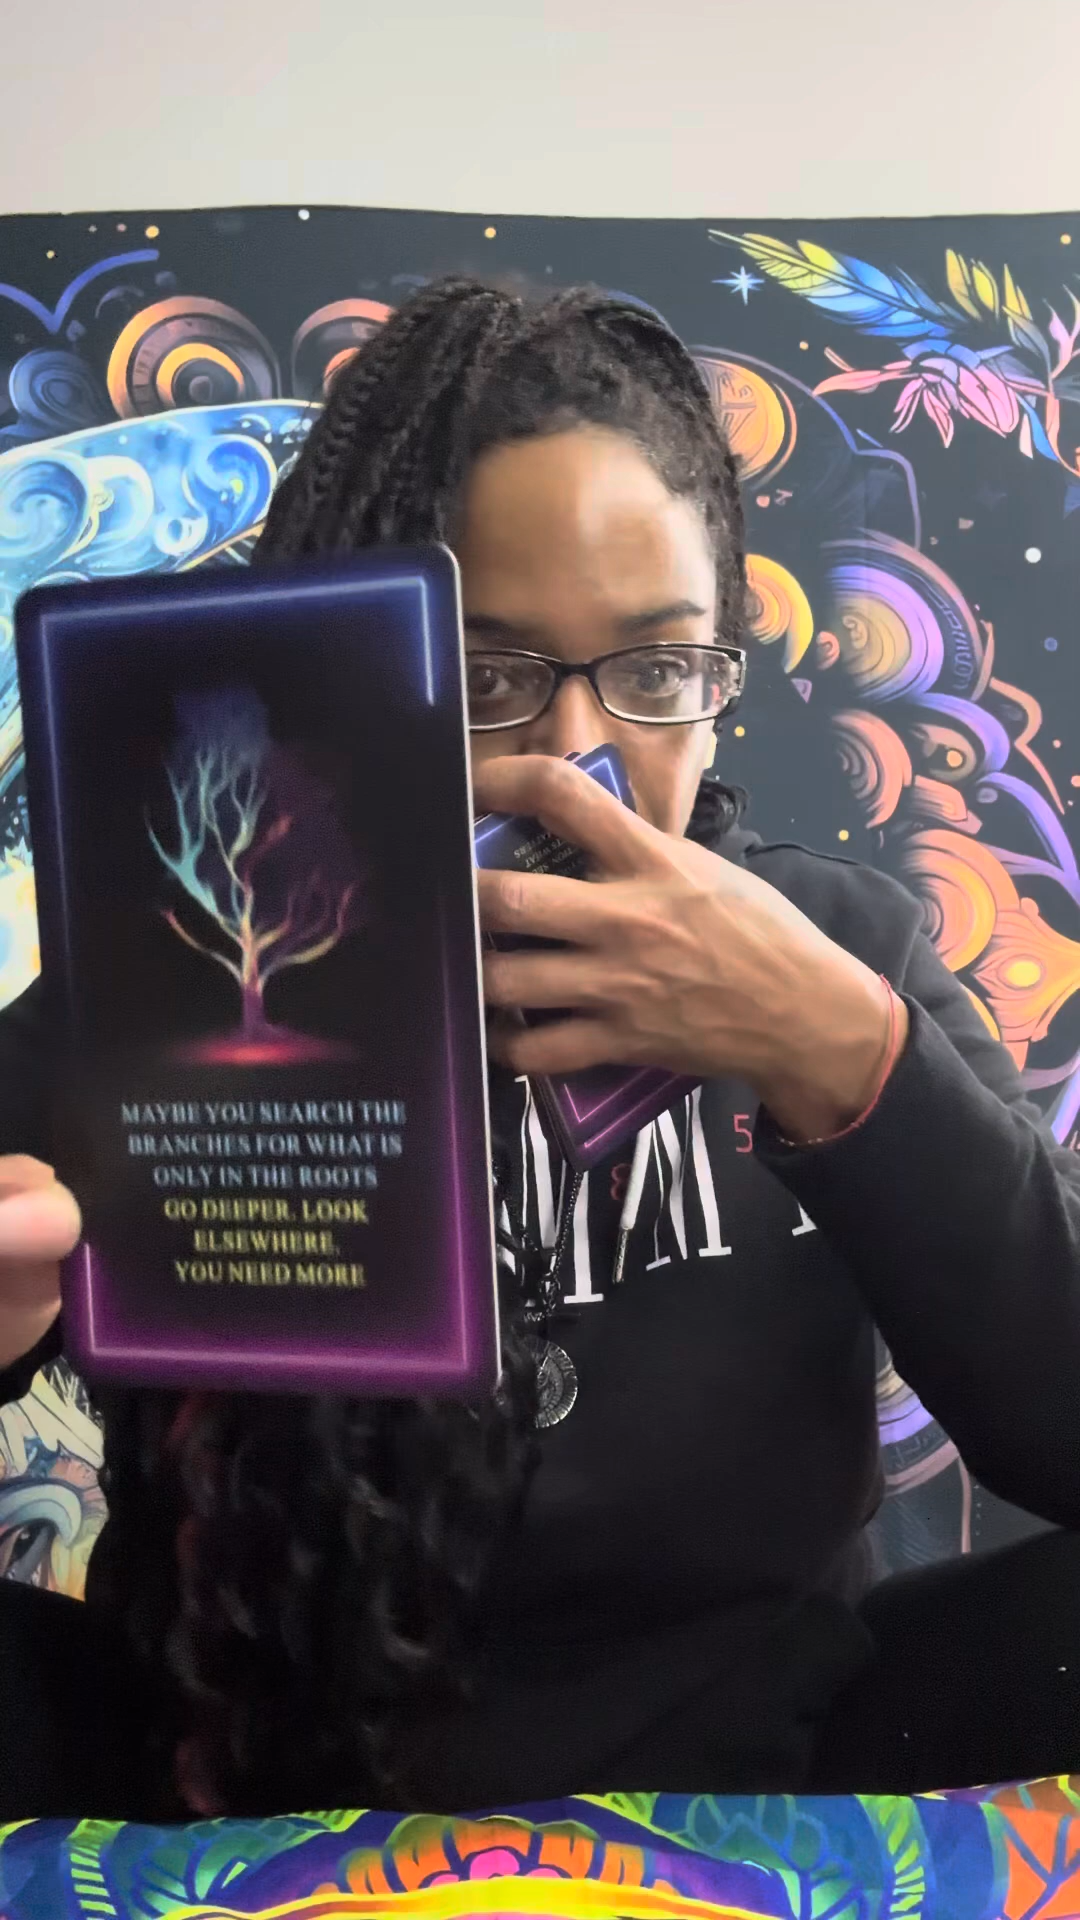 MAYBE YOU SEARCH THE
BRANCHES FOR WHAT IS
ONLY IN THE ROOTS
GO DEEPER. LOOK
ELSEWHERE.
YOU NEED MORE
5